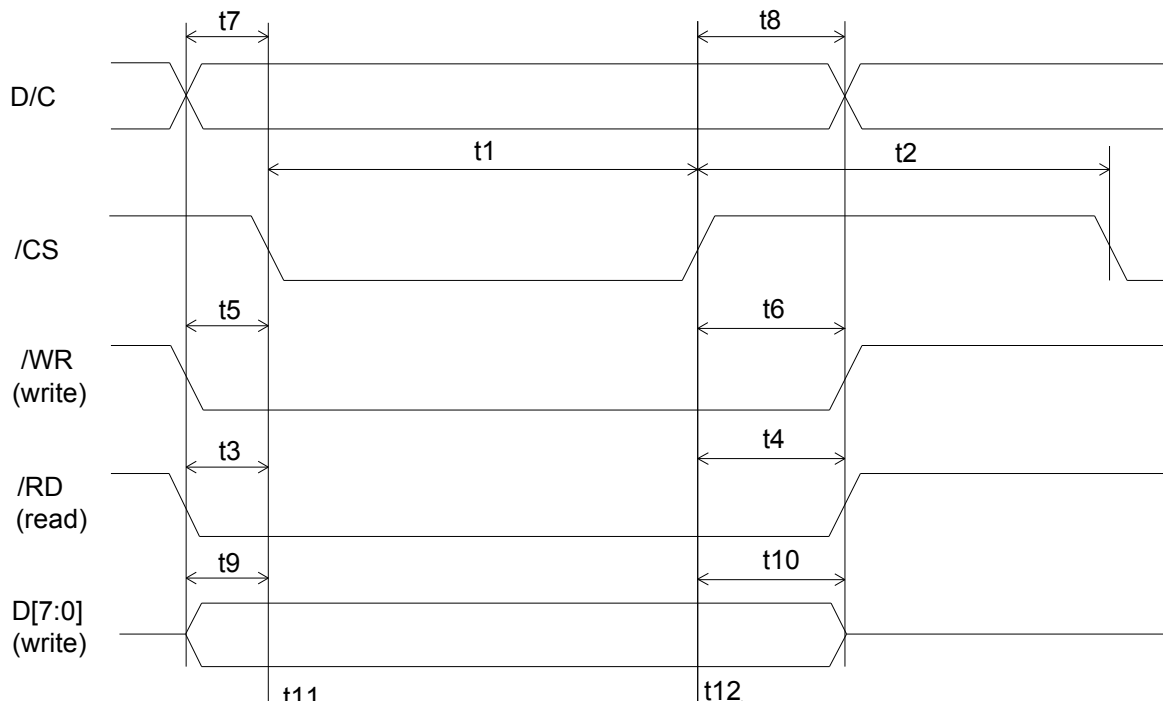 t7
t8
D/C
t1
t2
/CS
t5
t6
/WR
(write)
t3
t4
/RD
(read)
t9
t10
D[7:0]
(write)
t11
t12